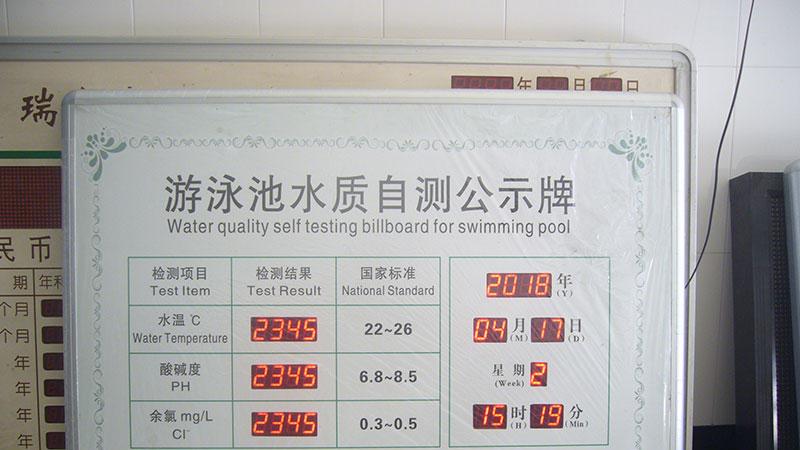 瑞
年 月 日
民币
期 年利
个月
个月
年
年
年
年
游泳池水质自测公示牌
Water quality self testing billboard for swimming pool
检测项目 检测结果 国家标准
Test Item Test Result National Standard
水温 ℃ 2345 22~26
Water Temperature
酸碱度 2345 6.8~8.5
PH
余氯 mg/L 2345 0.3~0.5
Cl⁻
2018 年
(Y)
04 月 17 日
(M) (D)
星期 2
(Week)
15 时 19 分
(H) (Min)